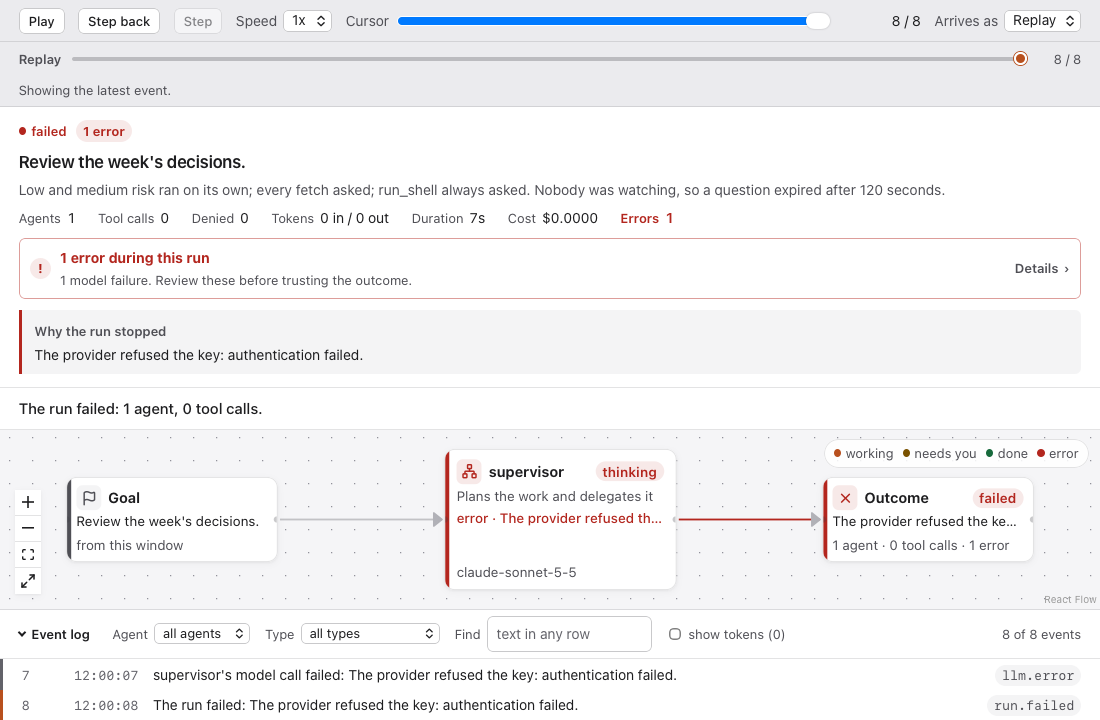 Play Step back Step Speed 1x Cursor 8 / 8 Arrives as Replay
Replay 8 / 8
Showing the latest event.
failed 1 error
Review the week's decisions.
Low and medium risk ran on its own; every fetch asked; run_shell always asked. Nobody was watching, so a question expired after 120 seconds.
Agents 1 Tool calls 0 Denied 0 Tokens 0 in / 0 out Duration 7s Cost $0.0000 Errors 1
! 1 error during this run
1 model failure. Review these before trusting the outcome.
Details ›
Why the run stopped
The provider refused the key: authentication failed.
The run failed: 1 agent, 0 tool calls.
working needs you done error
Goal
Review the week's decisions.
from this window
supervisor thinking
Plans the work and delegates it
error · The provider refused th...
claude-sonnet-5-5
Outcome failed
The provider refused the ke...
1 agent · 0 tool calls · 1 error
React Flow
Event log Agent all agents Type all types Find text in any row show tokens (0) 8 of 8 events
7 12:00:07 supervisor's model call failed: The provider refused the key: authentication failed. llm.error
8 12:00:08 The run failed: The provider refused the key: authentication failed. run.failed